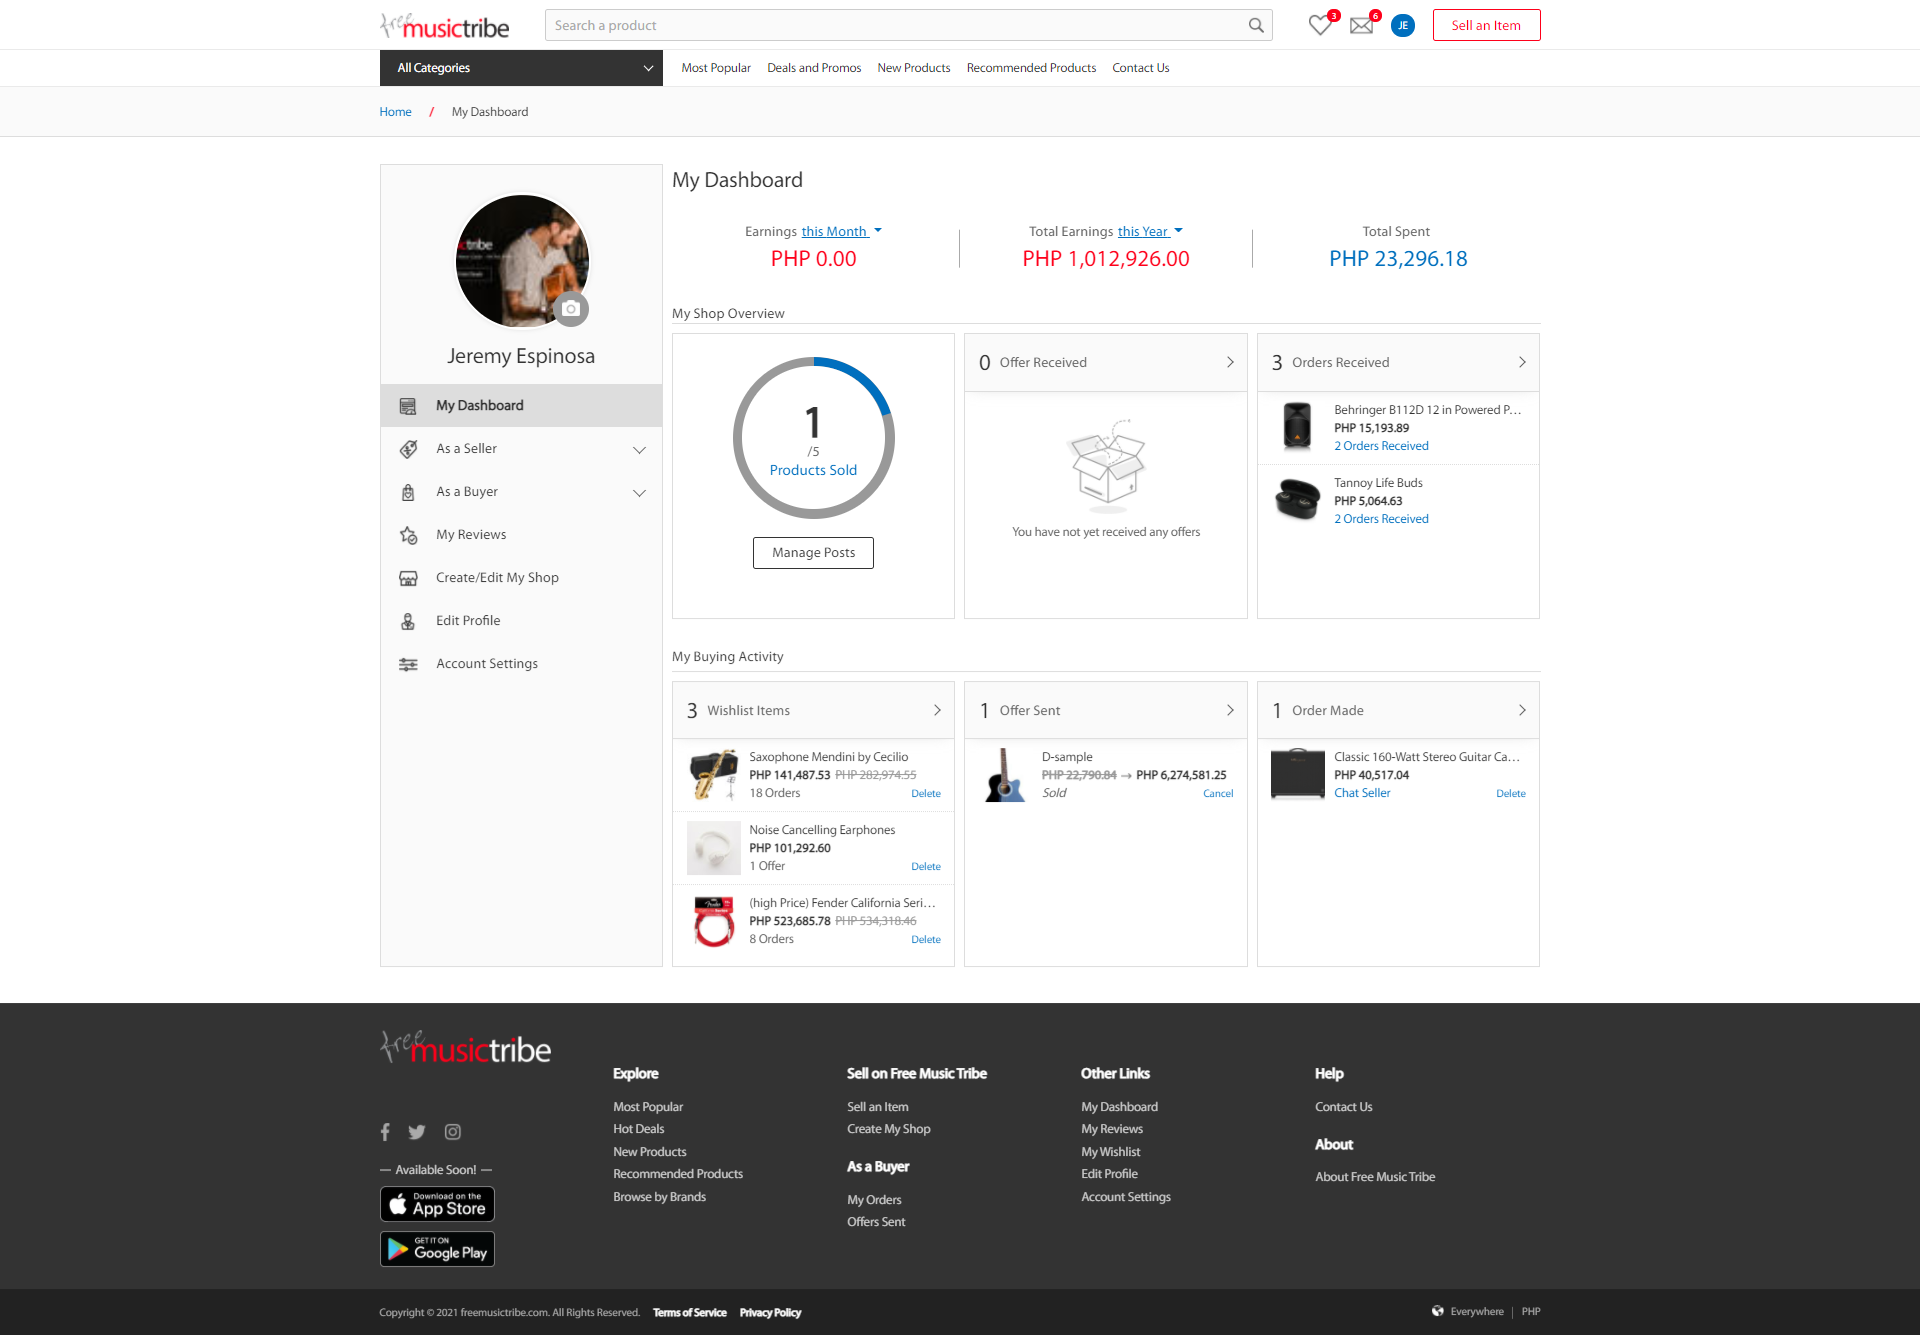 free musictribe
Search a product
3
6
JE
Sell an Item
All Categories
Most Popular
Deals and Promos
New Products
Recommended Products
Contact Us
Home / My Dashboard
tribe
Jeremy Espinosa
My Dashboard
As a Seller
As a Buyer
My Reviews
Create/Edit My Shop
Edit Profile
Account Settings
My Dashboard
Earnings this Month
PHP 0.00
Total Earnings this Year
PHP 1,012,926.00
Total Spent
PHP 23,296.18
My Shop Overview
1
/5
Products Sold
Manage Posts
0 Offer Received
You have not yet received any offers
3 Orders Received
Behringer B112D 12 in Powered P...
PHP 15,193.89
2 Orders Received
Tannoy Life Buds
PHP 5,064.63
2 Orders Received
My Buying Activity
3 Wishlist Items
Saxophone Mendini by Cecilio
PHP 141,487.53 PHP 282,974.55
18 Orders
Delete
Noise Cancelling Earphones
PHP 101,292.60
1 Offer
Delete
(high Price) Fender California Seri...
PHP 523,685.78 PHP 534,318.46
8 Orders
Delete
1 Offer Sent
D-sample
PHP 22,790.84 → PHP 6,274,581.25
Sold
Cancel
1 Order Made
Classic 160-Watt Stereo Guitar Ca...
PHP 40,517.04
Chat Seller
Delete
free musictribe
— Available Soon! —
Download on the
App Store
GET IT ON
Google Play
Explore
Most Popular
Hot Deals
New Products
Recommended Products
Browse by Brands
Sell on Free Music Tribe
Sell an Item
Create My Shop
As a Buyer
My Orders
Offers Sent
Other Links
My Dashboard
My Reviews
My Wishlist
Edit Profile
Account Settings
Help
Contact Us
About
About Free Music Tribe
Copyright © 2021 freemusictribe.com. All Rights Reserved.
Terms of Service
Privacy Policy
Everywhere | PHP